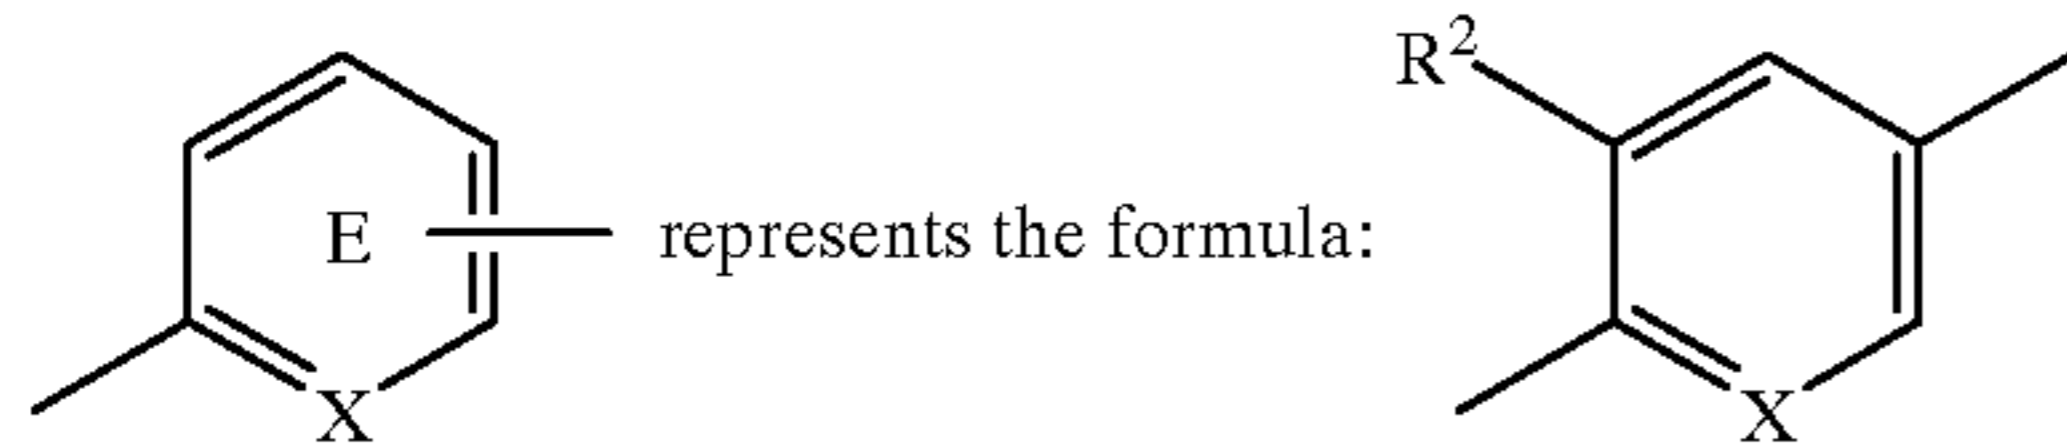 R²
E represents the formula:
X X